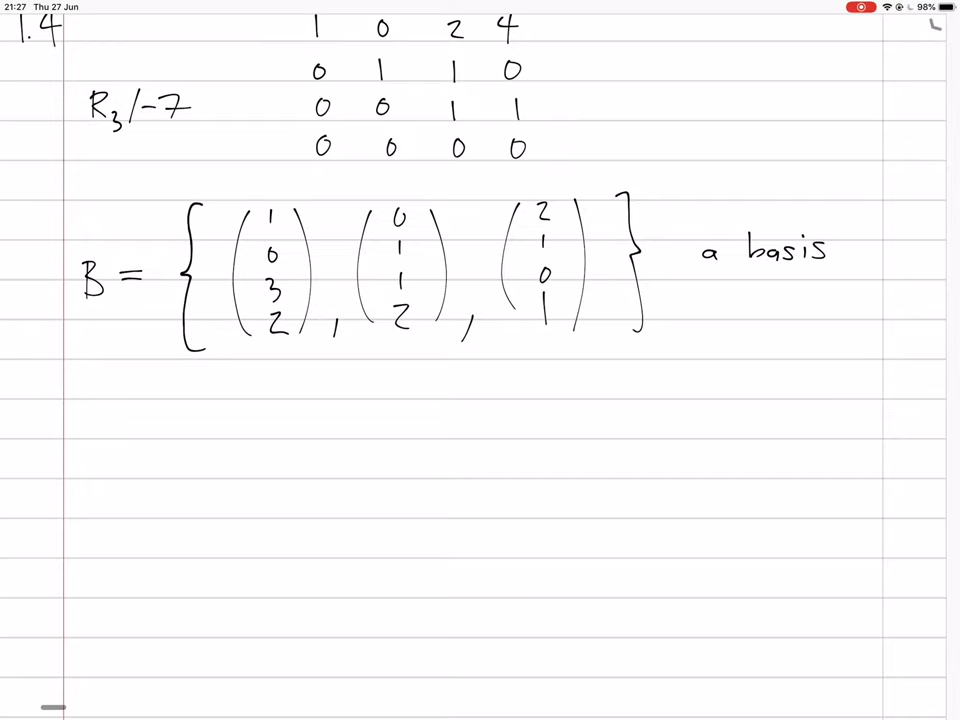 21:27 Thu 27 Jun 98%
1.4 1 0 2 4
0 1 1 0
R3/-7 0 0 1 1
0 0 0 0
B = { (1 0 3 2), (0 1 1 2), (2 1 0 1) } a basis